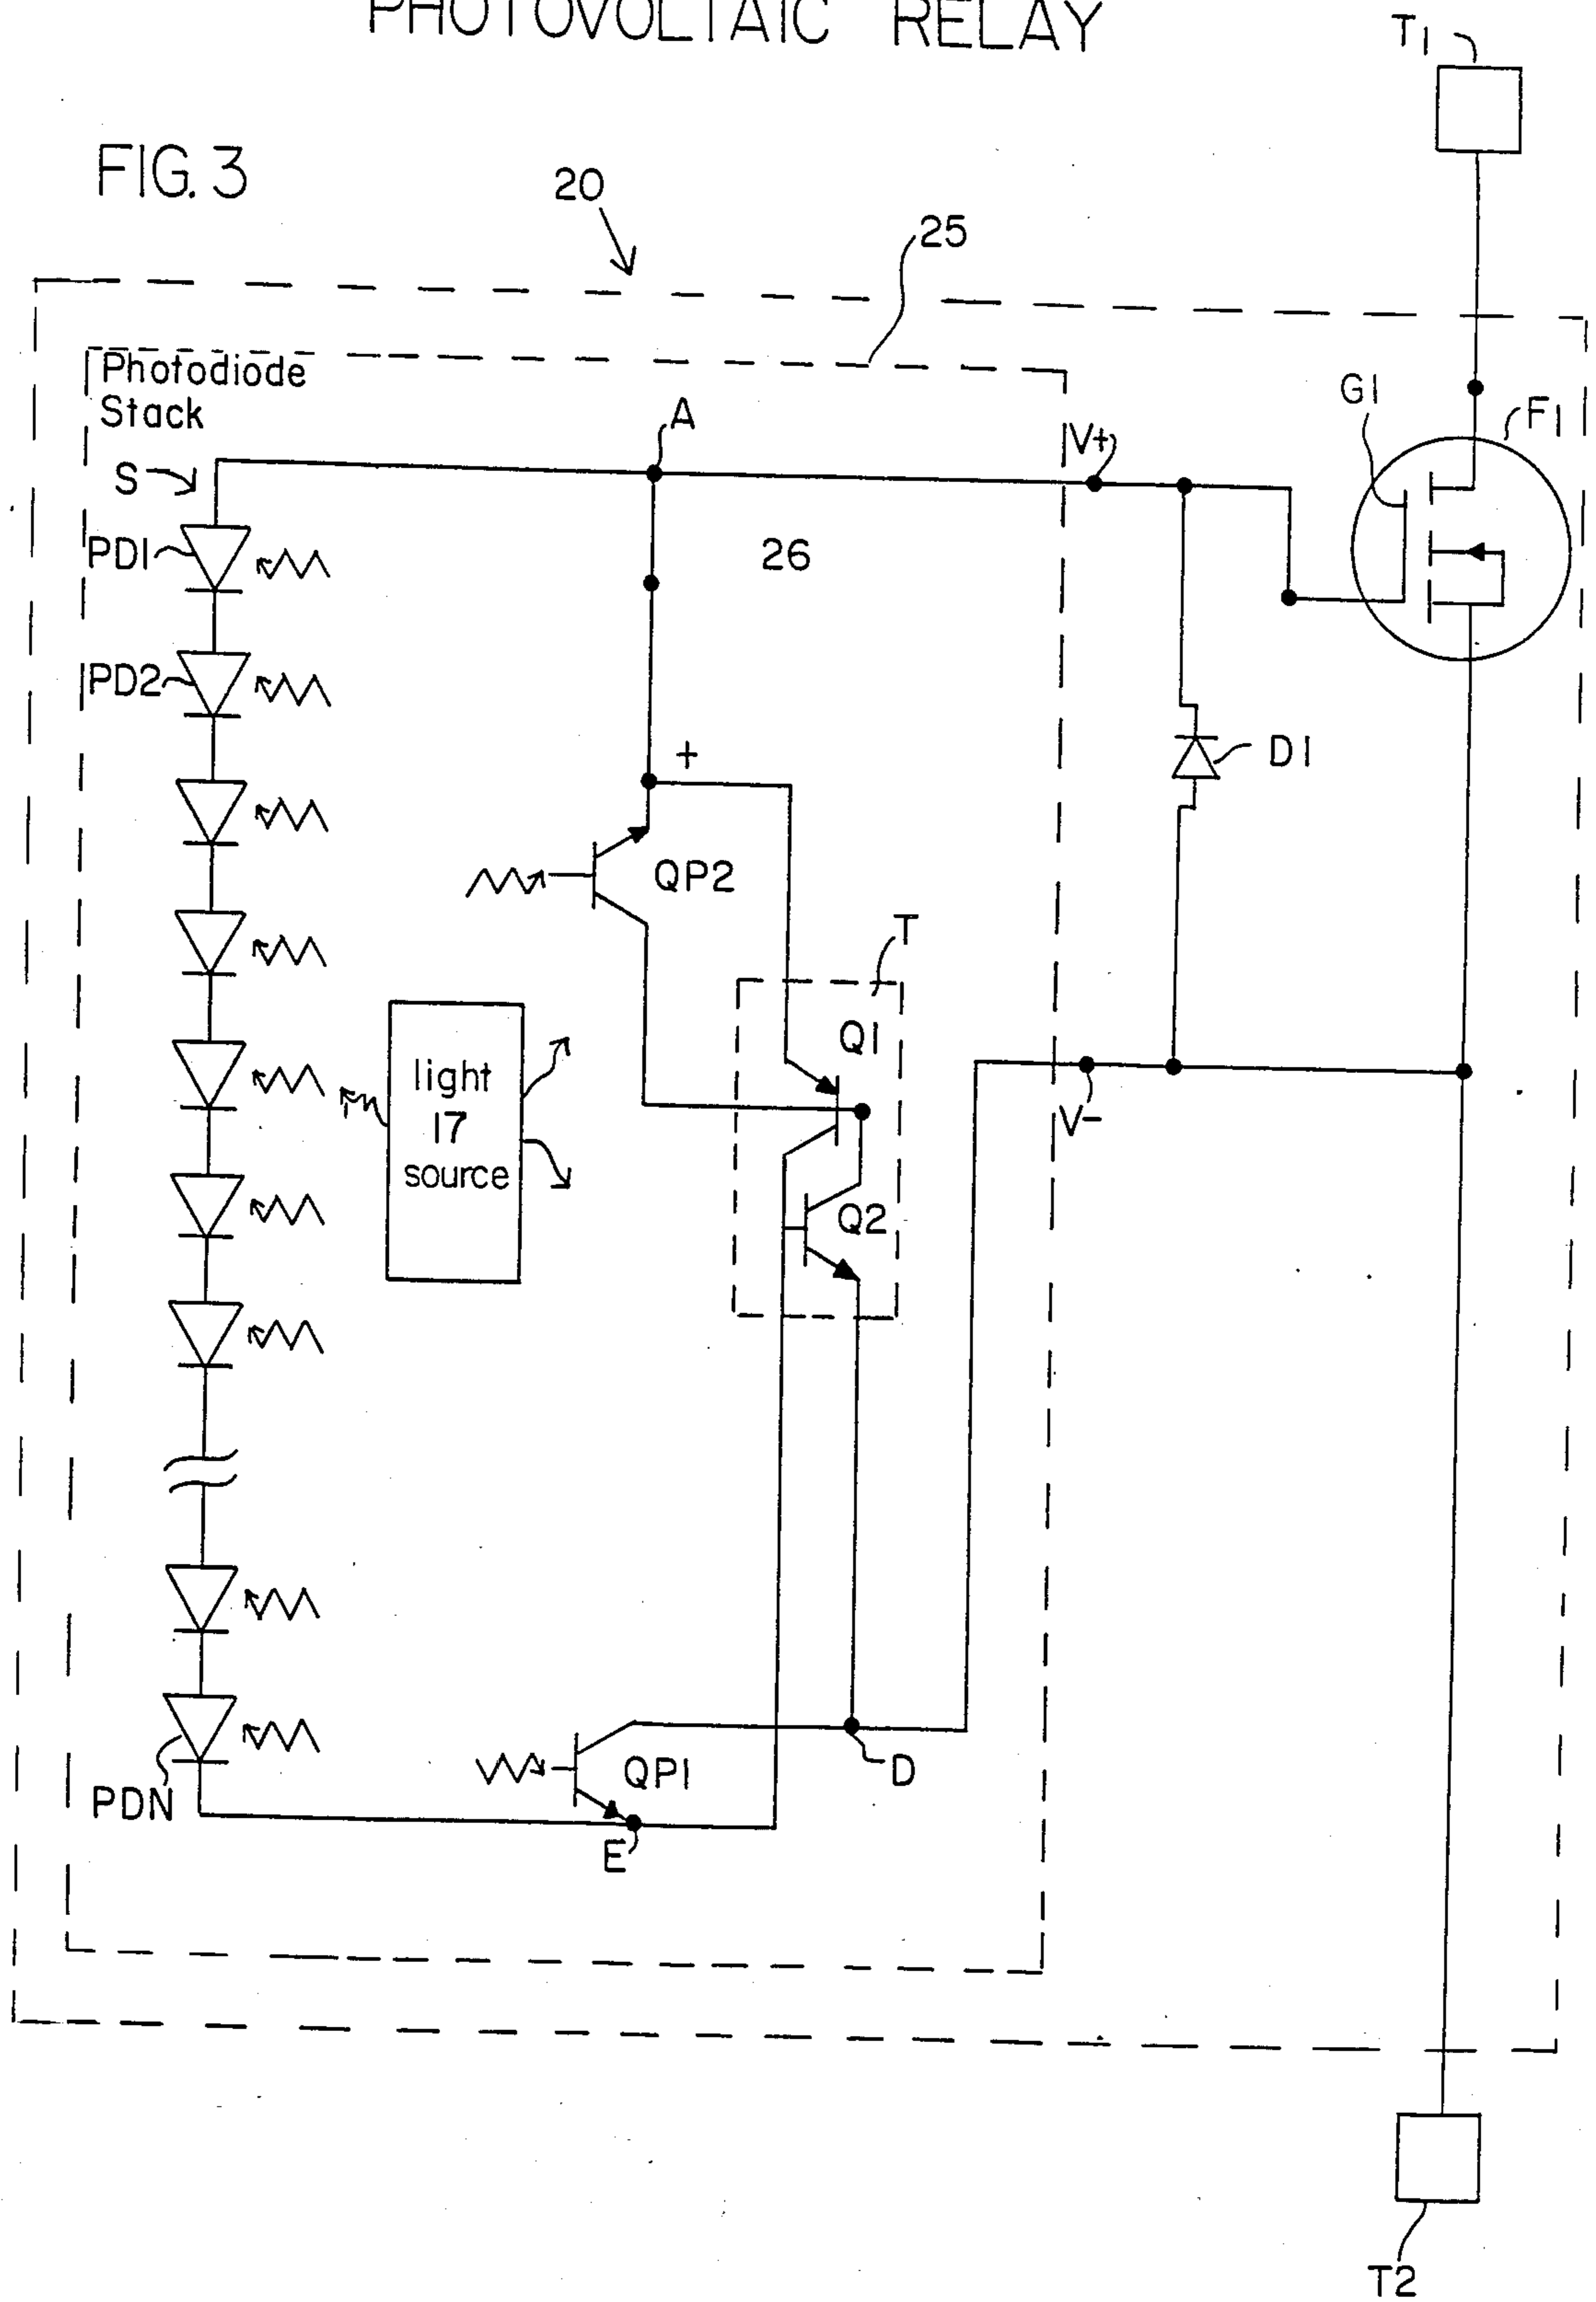 PHOTOVOLTAIC RELAY
T1
FIG. 3
20
25
Photodiode
Stack
A
G1
F1
V+
S
PD1
26
PD2
+
D1
QP2
T
Q1
light
17
source
V-
Q2
QP1
D
PDN
E
T2